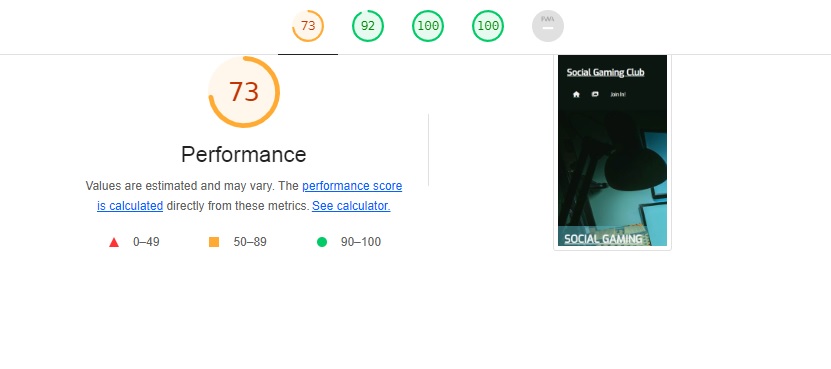 73
92
100
100
PWA
73
Performance
Values are estimated and may vary. The performance score
is calculated directly from these metrics. See calculator.
0–49
50–89
90–100
Social Gaming Club
Join In!
SOCIAL GAMING